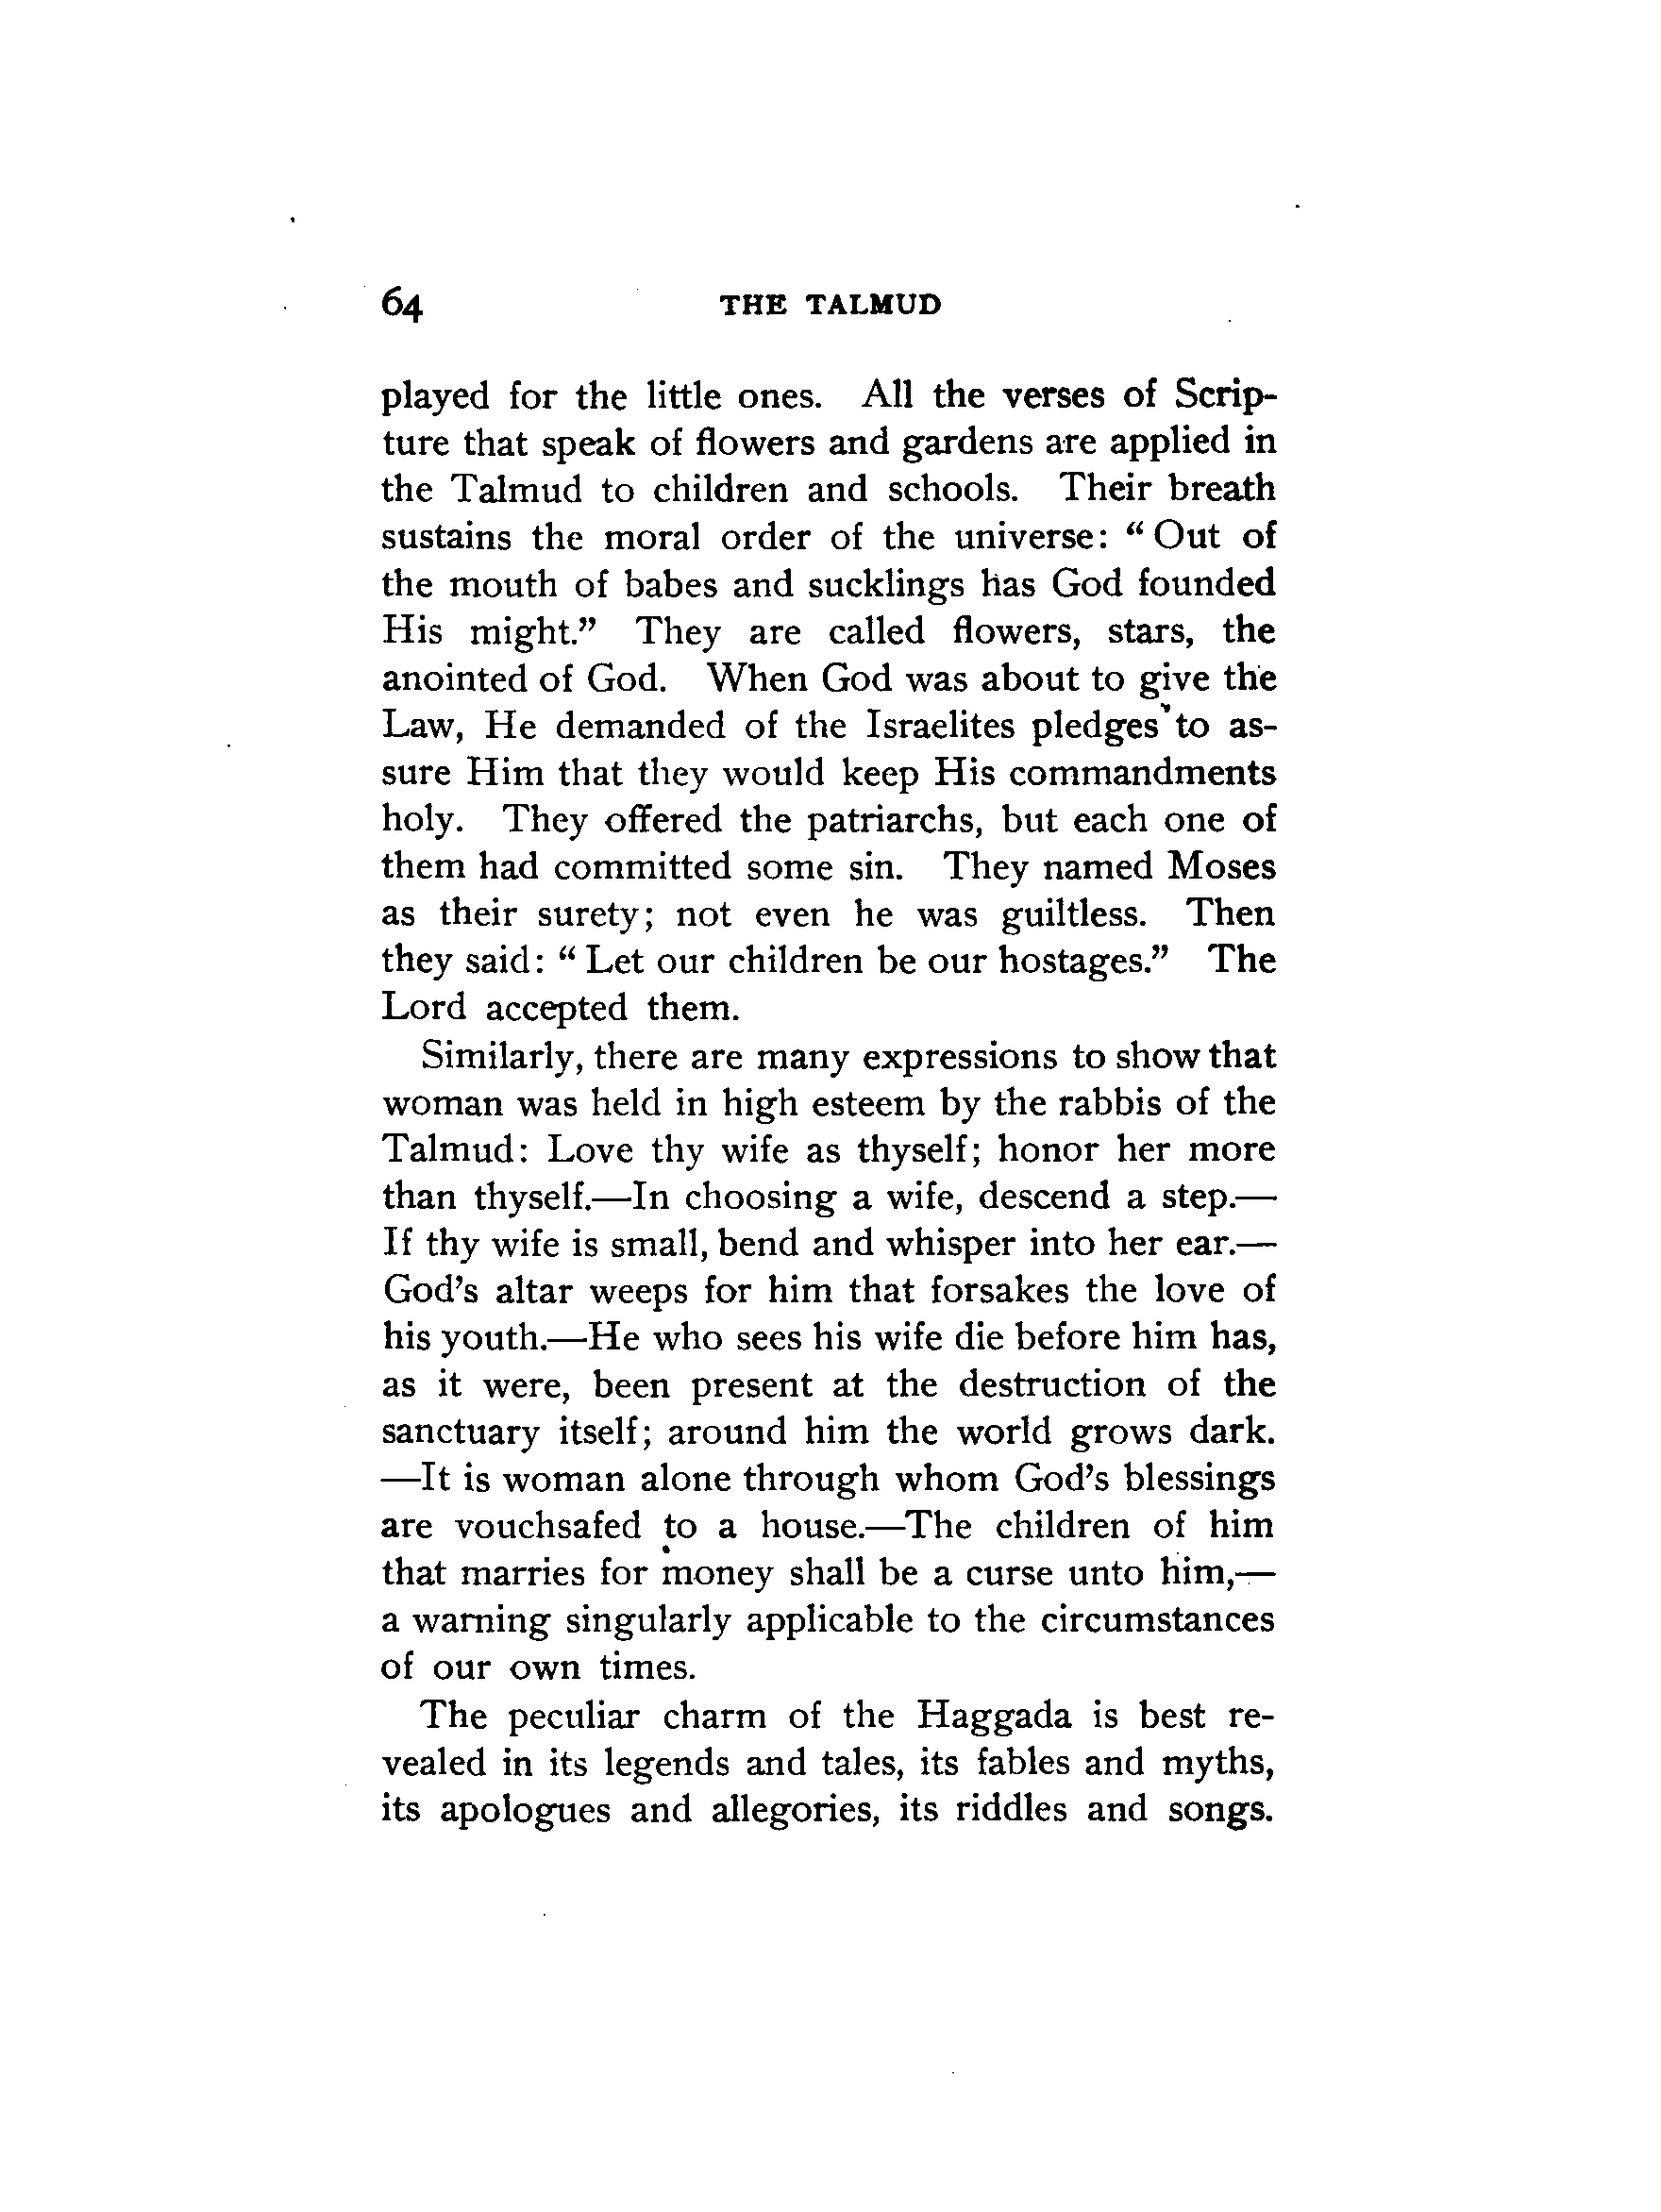 64 THE TALMUD
played for the little ones. All the verses of Scrip-
ture that speak of flowers and gardens are applied in
the Talmud to children and schools. Their breath
sustains the moral order of the universe: “Out of
the mouth of babes and sucklings has God founded
His might.” They are called flowers, stars, the
anointed of God. When God was about to give the
Law, He demanded of the Israelites pledges to as-
sure Him that they would keep His commandments
holy. They offered the patriarchs, but each one of
them had committed some sin. They named Moses
as their surety; not even he was guiltless. Then
they said: “Let our children be our hostages.” The
Lord accepted them.
Similarly, there are many expressions to show that
woman was held in high esteem by the rabbis of the
Talmud: Love thy wife as thyself; honor her more
than thyself.—In choosing a wife, descend a step.—
If thy wife is small, bend and whisper into her ear.—
God’s altar weeps for him that forsakes the love of
his youth.—He who sees his wife die before him has,
as it were, been present at the destruction of the
sanctuary itself; around him the world grows dark.
—It is woman alone through whom God’s blessings
are vouchsafed to a house.—The children of him
that marries for money shall be a curse unto him,—
a warning singularly applicable to the circumstances
of our own times.
The peculiar charm of the Haggada is best re-
vealed in its legends and tales, its fables and myths,
its apologues and allegories, its riddles and songs.